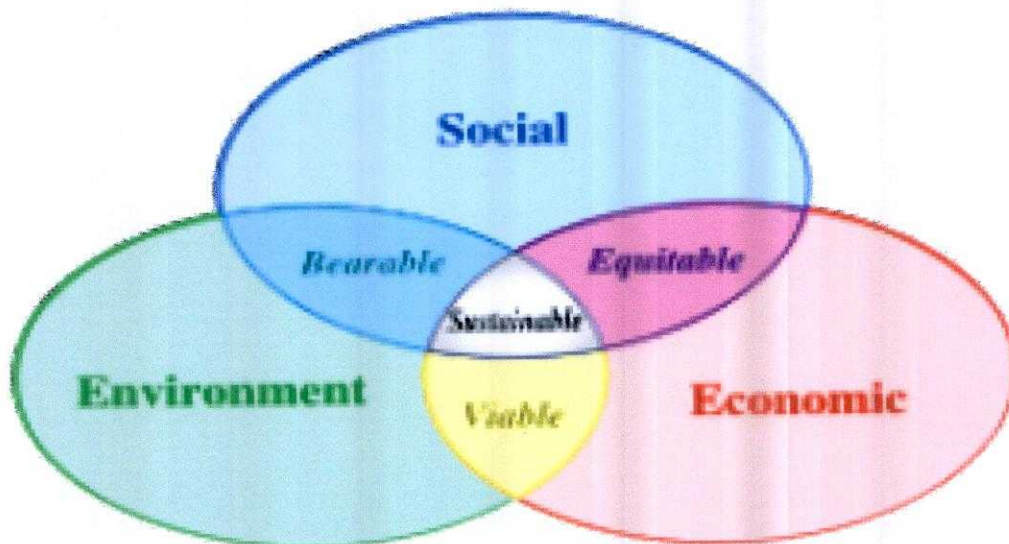 Social
Bearable
Equitable
Sustainable
Environment
Viable
Economic